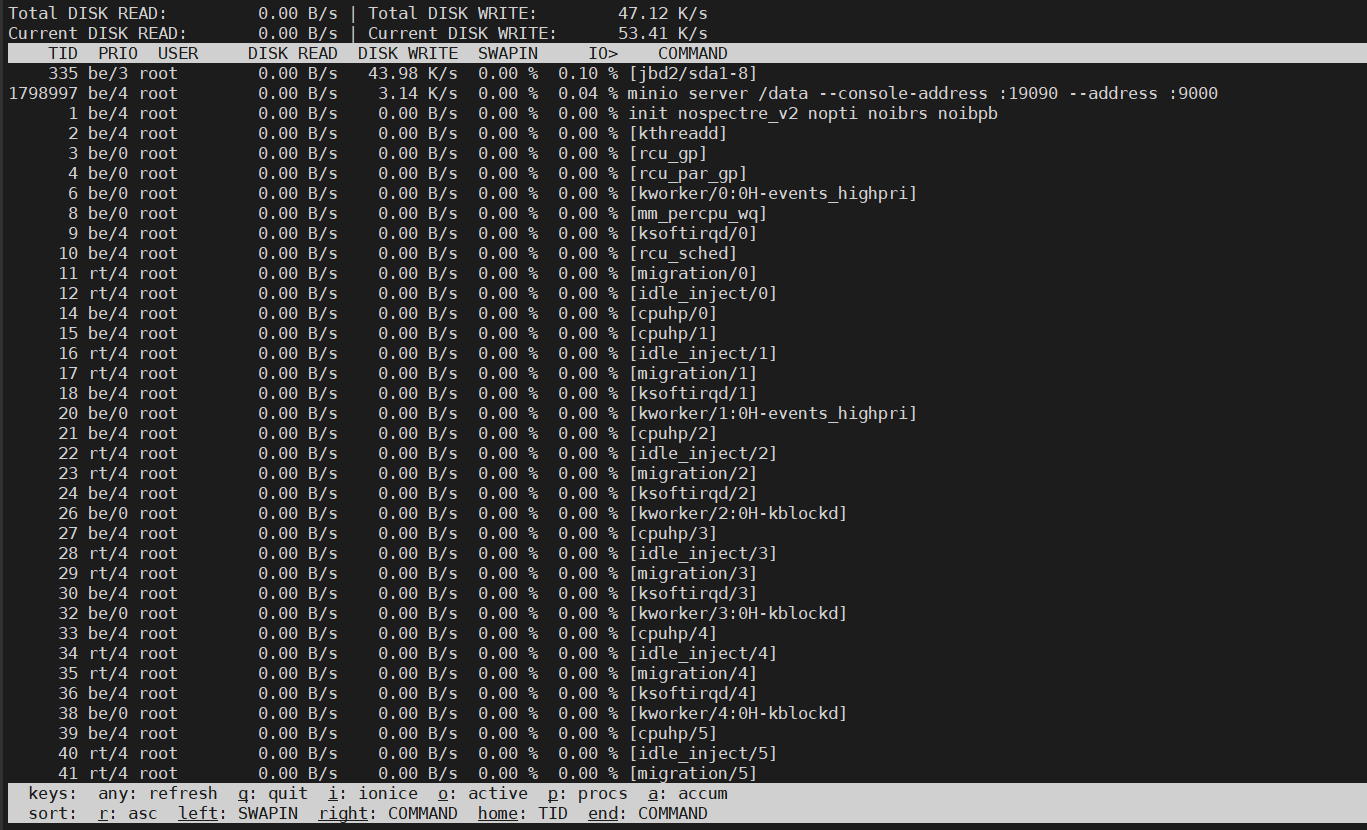 Total DISK READ:         0.00 B/s | Total DISK WRITE:        47.12 K/s
Current DISK READ:       0.00 B/s | Current DISK WRITE:      53.41 K/s
    TID  PRIO  USER     DISK READ  DISK WRITE  SWAPIN     IO>    COMMAND
    335 be/3 root        0.00 B/s   43.98 K/s  0.00 %  0.10 % [jbd2/sda1-8]
1798997 be/4 root        0.00 B/s    3.14 K/s  0.00 %  0.04 % minio server /data --console-address :19090 --address :9000
      1 be/4 root        0.00 B/s    0.00 B/s  0.00 %  0.00 % init nospectre_v2 nopti noibrs noibpb
      2 be/4 root        0.00 B/s    0.00 B/s  0.00 %  0.00 % [kthreadd]
      3 be/0 root        0.00 B/s    0.00 B/s  0.00 %  0.00 % [rcu_gp]
      4 be/0 root        0.00 B/s    0.00 B/s  0.00 %  0.00 % [rcu_par_gp]
      6 be/0 root        0.00 B/s    0.00 B/s  0.00 %  0.00 % [kworker/0:0H-events_highpri]
      8 be/0 root        0.00 B/s    0.00 B/s  0.00 %  0.00 % [mm_percpu_wq]
      9 be/4 root        0.00 B/s    0.00 B/s  0.00 %  0.00 % [ksoftirqd/0]
     10 be/4 root        0.00 B/s    0.00 B/s  0.00 %  0.00 % [rcu_sched]
     11 rt/4 root        0.00 B/s    0.00 B/s  0.00 %  0.00 % [migration/0]
     12 rt/4 root        0.00 B/s    0.00 B/s  0.00 %  0.00 % [idle_inject/0]
     14 be/4 root        0.00 B/s    0.00 B/s  0.00 %  0.00 % [cpuhp/0]
     15 be/4 root        0.00 B/s    0.00 B/s  0.00 %  0.00 % [cpuhp/1]
     16 rt/4 root        0.00 B/s    0.00 B/s  0.00 %  0.00 % [idle_inject/1]
     17 rt/4 root        0.00 B/s    0.00 B/s  0.00 %  0.00 % [migration/1]
     18 be/4 root        0.00 B/s    0.00 B/s  0.00 %  0.00 % [ksoftirqd/1]
     20 be/0 root        0.00 B/s    0.00 B/s  0.00 %  0.00 % [kworker/1:0H-events_highpri]
     21 be/4 root        0.00 B/s    0.00 B/s  0.00 %  0.00 % [cpuhp/2]
     22 rt/4 root        0.00 B/s    0.00 B/s  0.00 %  0.00 % [idle_inject/2]
     23 rt/4 root        0.00 B/s    0.00 B/s  0.00 %  0.00 % [migration/2]
     24 be/4 root        0.00 B/s    0.00 B/s  0.00 %  0.00 % [ksoftirqd/2]
     26 be/0 root        0.00 B/s    0.00 B/s  0.00 %  0.00 % [kworker/2:0H-kblockd]
     27 be/4 root        0.00 B/s    0.00 B/s  0.00 %  0.00 % [cpuhp/3]
     28 rt/4 root        0.00 B/s    0.00 B/s  0.00 %  0.00 % [idle_inject/3]
     29 rt/4 root        0.00 B/s    0.00 B/s  0.00 %  0.00 % [migration/3]
     30 be/4 root        0.00 B/s    0.00 B/s  0.00 %  0.00 % [ksoftirqd/3]
     32 be/0 root        0.00 B/s    0.00 B/s  0.00 %  0.00 % [kworker/3:0H-kblockd]
     33 be/4 root        0.00 B/s    0.00 B/s  0.00 %  0.00 % [cpuhp/4]
     34 rt/4 root        0.00 B/s    0.00 B/s  0.00 %  0.00 % [idle_inject/4]
     35 rt/4 root        0.00 B/s    0.00 B/s  0.00 %  0.00 % [migration/4]
     36 be/4 root        0.00 B/s    0.00 B/s  0.00 %  0.00 % [ksoftirqd/4]
     38 be/0 root        0.00 B/s    0.00 B/s  0.00 %  0.00 % [kworker/4:0H-kblockd]
     39 be/4 root        0.00 B/s    0.00 B/s  0.00 %  0.00 % [cpuhp/5]
     40 rt/4 root        0.00 B/s    0.00 B/s  0.00 %  0.00 % [idle_inject/5]
     41 rt/4 root        0.00 B/s    0.00 B/s  0.00 %  0.00 % [migration/5]
  keys:  any: refresh  q: quit  i: ionice  o: active  p: procs  a: accum
  sort:  r: asc  left: SWAPIN  right: COMMAND  home: TID  end: COMMAND